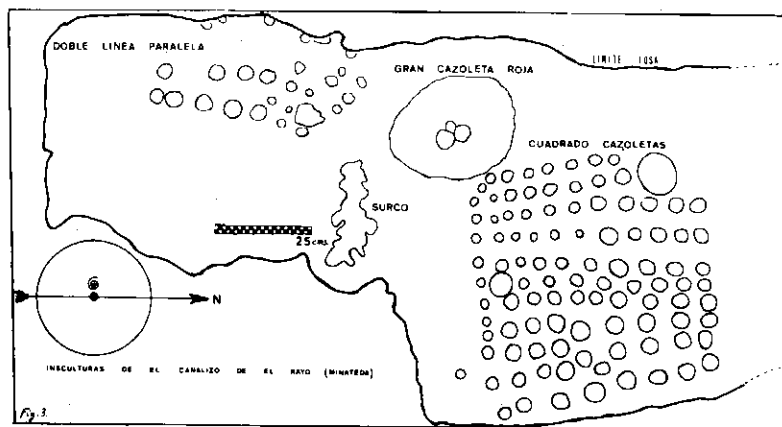 DOBLE LINEA PARALELA
LIMITE LOSA
GRAN CAZOLETA ROJA
CUADRADO CAZOLETAS
SURCO
25 cms.
N
INSCULTURAS DE EL CANALIZO DE EL RAYO (MINATEDA)
Fig. 3.